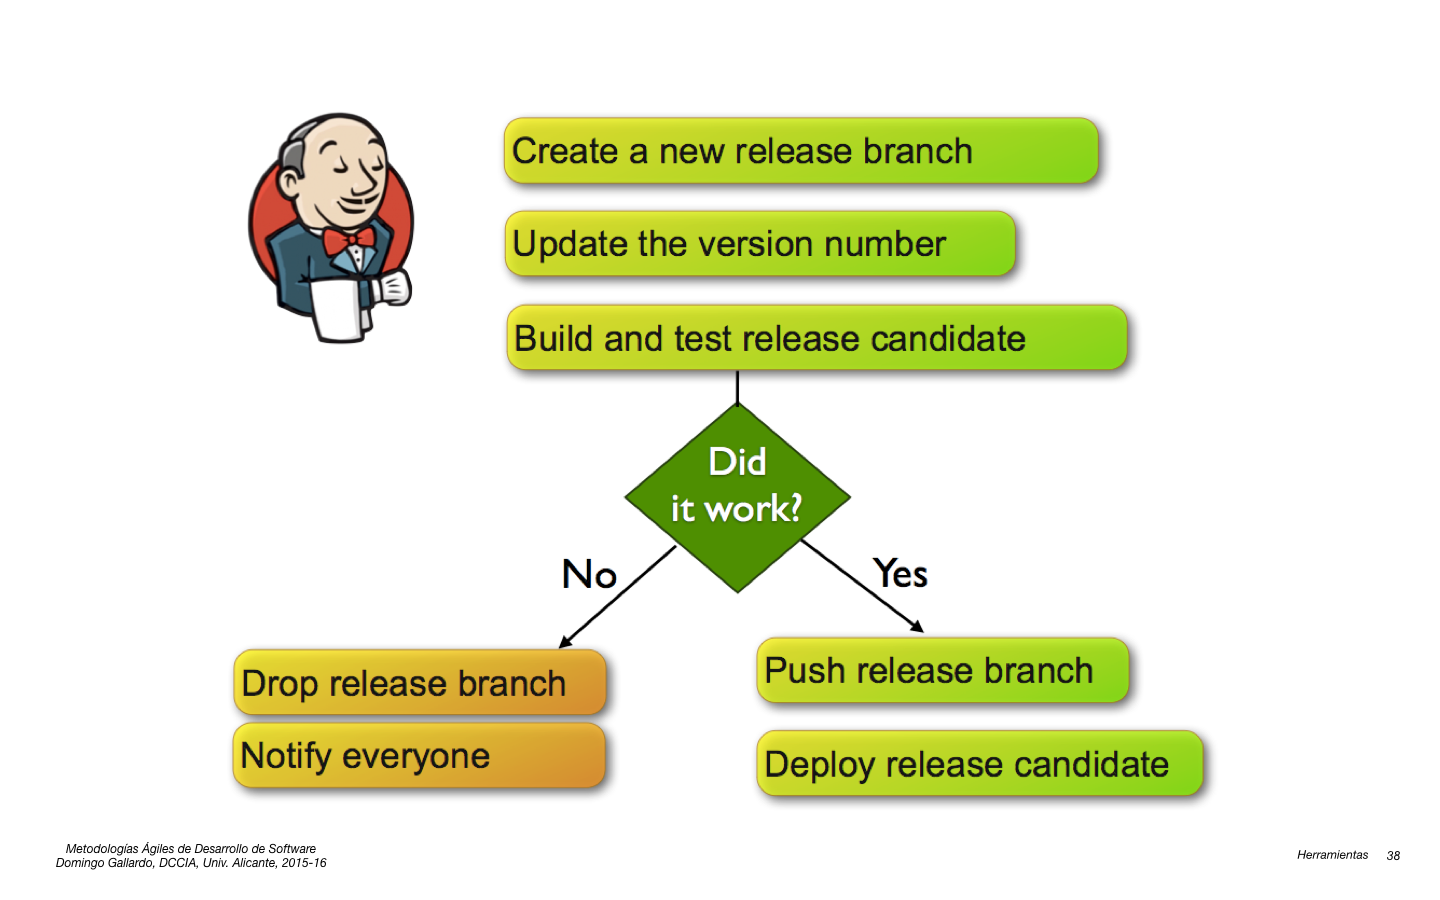 Create a new release branch
Update the version number
Build and test release candidate
Did
it work?
No
Yes
Drop release branch
Notify everyone
Push release branch
Deploy release candidate
Metodologías Ágiles de Desarrollo de Software
Domingo Gallardo, DCCIA, Univ. Alicante, 2015-16
Herramientas 38